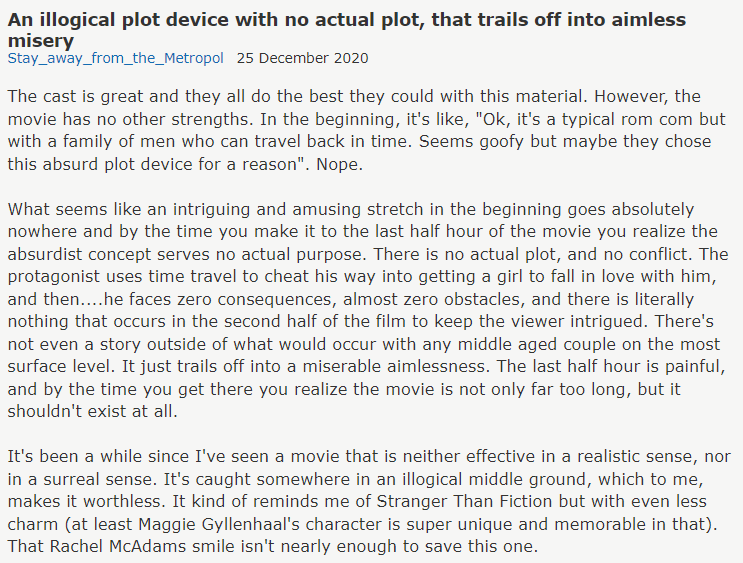 An illogical plot device with no actual plot, that trails off into aimless
misery
Stay_away_from_the_Metropol 25 December 2020
The cast is great and they all do the best they could with this material. However, the
movie has no other strengths. In the beginning, it's like, "Ok, it's a typical rom com but
with a family of men who can travel back in time. Seems goofy but maybe they chose
this absurd plot device for a reason". Nope.
What seems like an intriguing and amusing stretch in the beginning goes absolutely
nowhere and by the time you make it to the last half hour of the movie you realize the
absurdist concept serves no actual purpose. There is no actual plot, and no conflict. The
protagonist uses time travel to cheat his way into getting a girl to fall in love with him,
and then....he faces zero consequences, almost zero obstacles, and there is literally
nothing that occurs in the second half of the film to keep the viewer intrigued. There's
not even a story outside of what would occur with any middle aged couple on the most
surface level. It just trails off into a miserable aimlessness. The last half hour is painful,
and by the time you get there you realize the movie is not only far too long, but it
shouldn't exist at all.
It's been a while since I've seen a movie that is neither effective in a realistic sense, nor
in a surreal sense. It's caught somewhere in an illogical middle ground, which to me,
makes it worthless. It kind of reminds me of Stranger Than Fiction but with even less
charm (at least Maggie Gyllenhaal's character is super unique and memorable in that).
That Rachel McAdams smile isn't nearly enough to save this one.